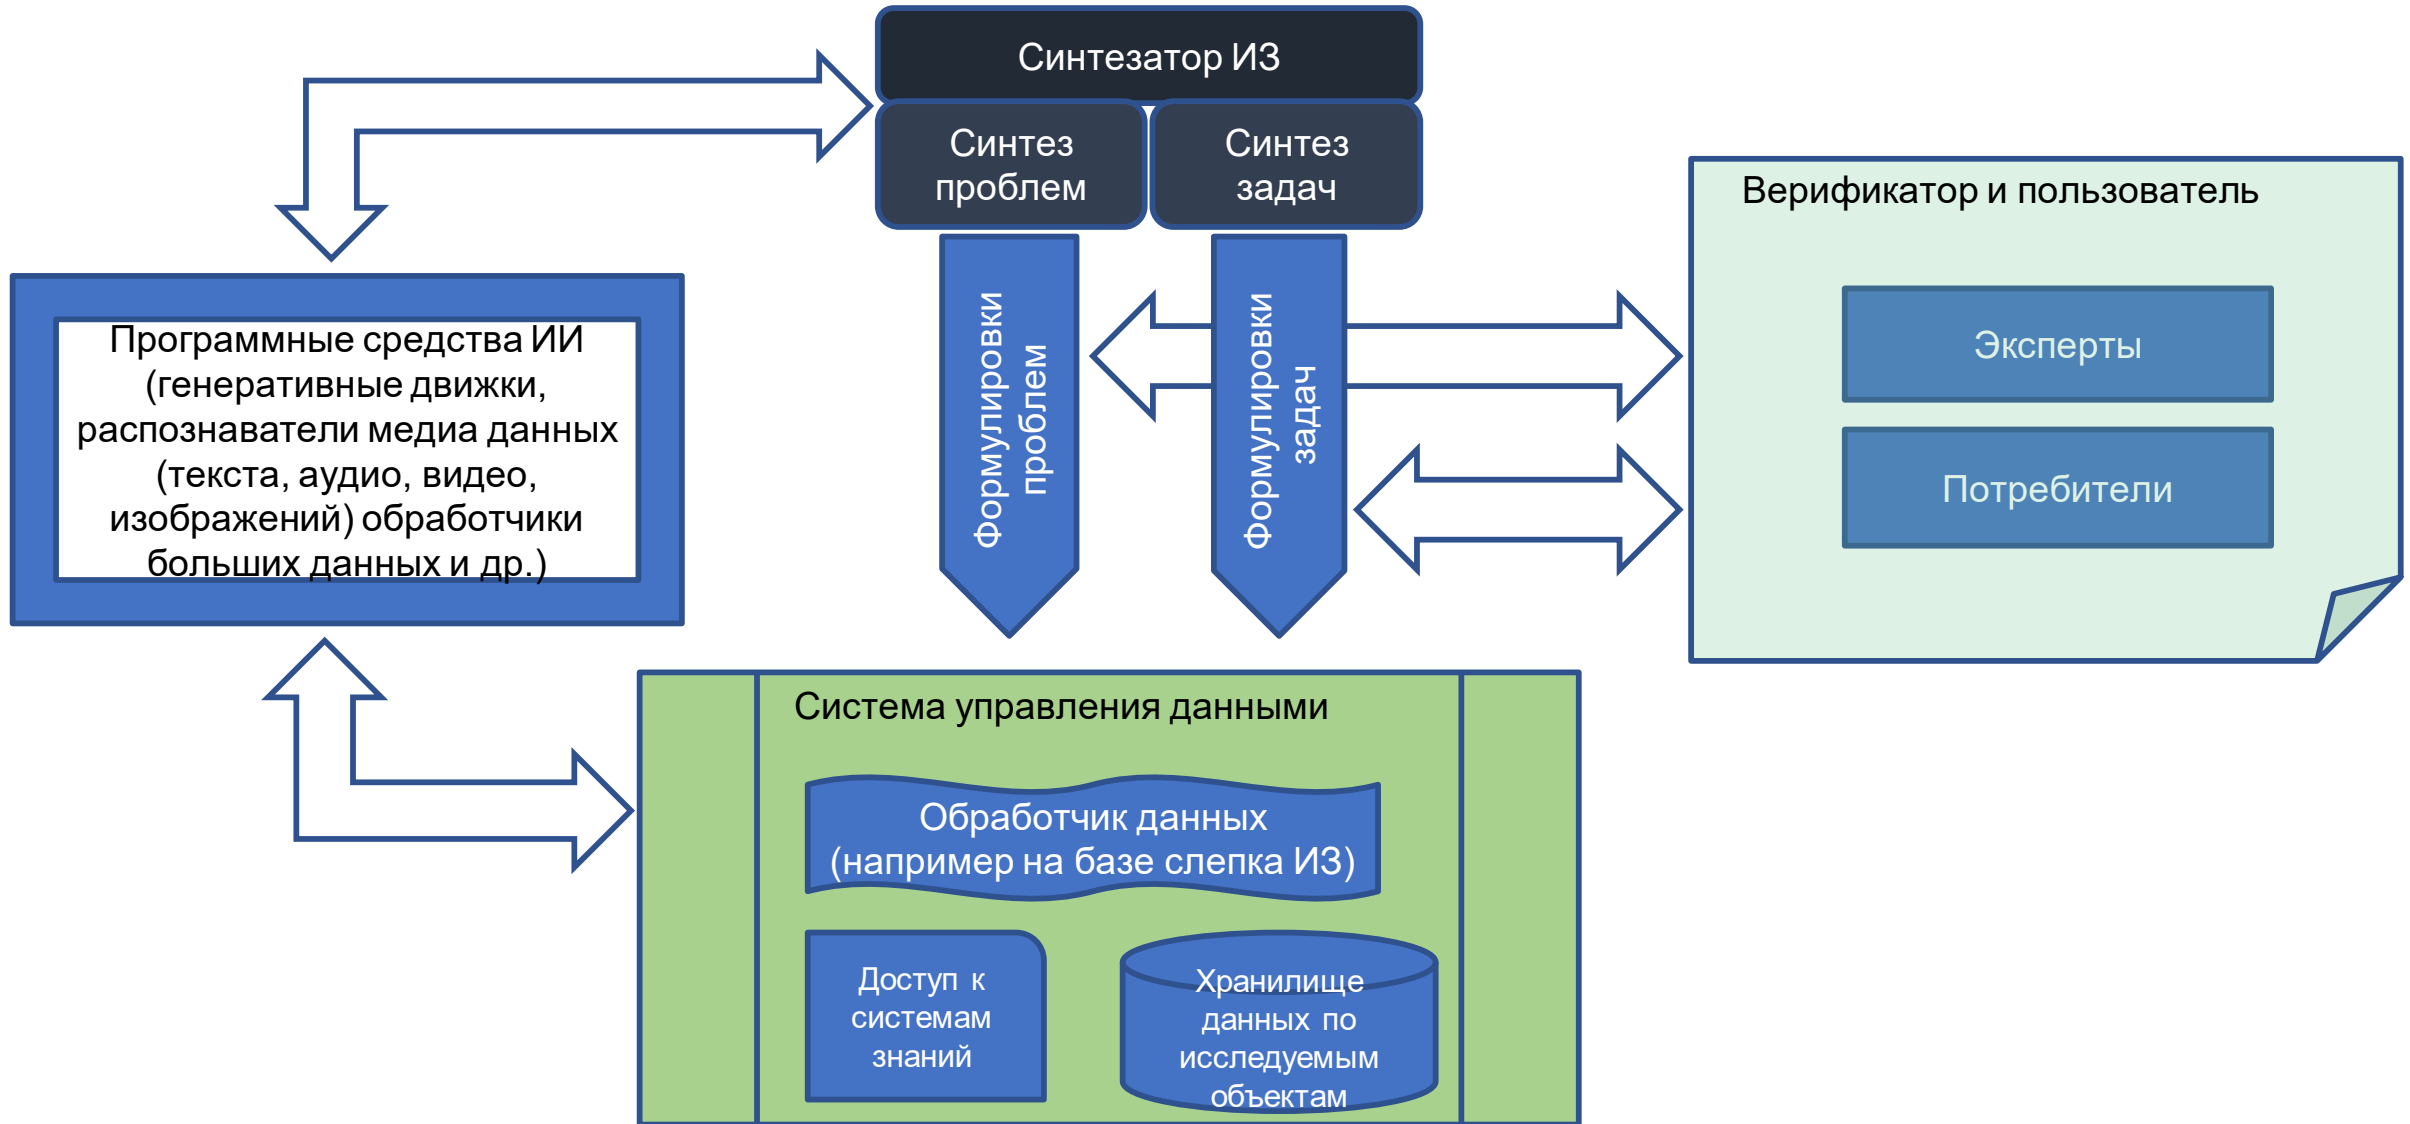 Синтезатор ИЗ
Синтез
проблем
Синтез
задач
Верификатор и пользователь
Эксперты
Потребители
Формулировки
проблем
Формулировки
задач
Программные средства ИИ
(генеративные движки,
распознаватели медиа данных
(текста, аудио, видео,
изображений) обработчики
больших данных и др.)
Система управления данными
Обработчик данных
(например на базе слепка ИЗ)
Доступ к
системам
знаний
Хранилище
данных по
исследуемым
объектам